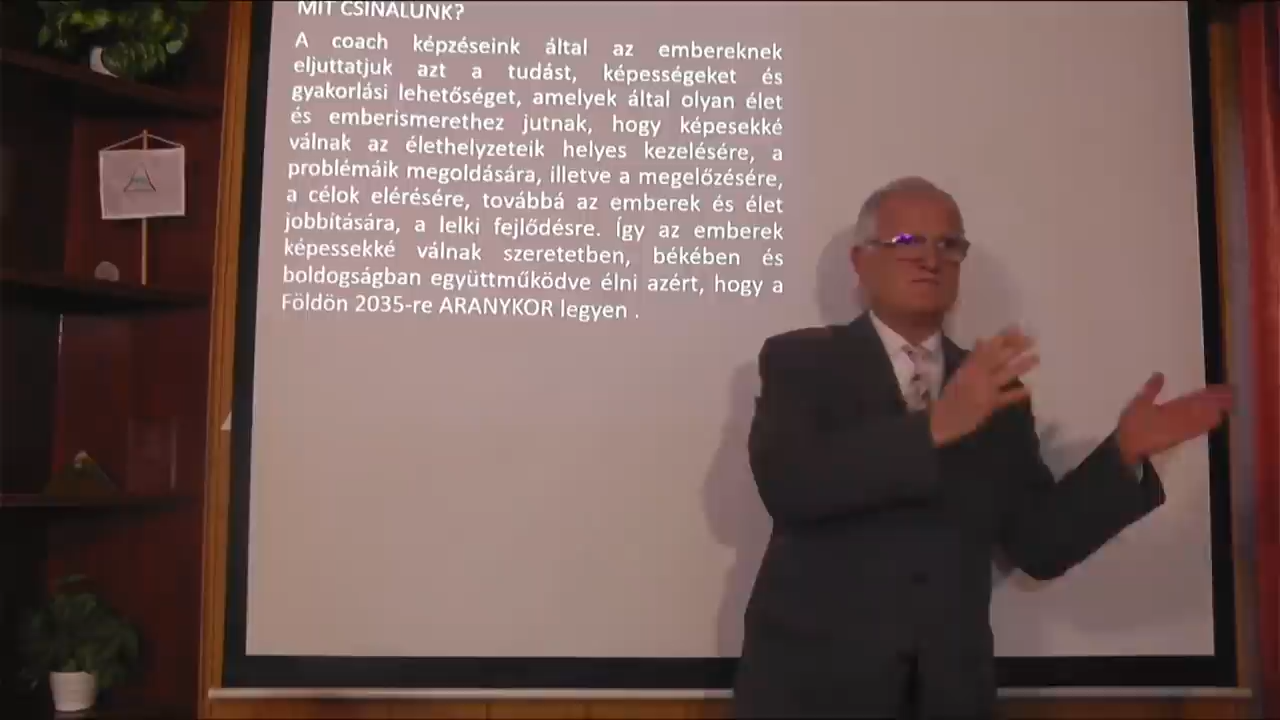 MIT CSINÁLUNK?
A coach képzéseink által az embereknek
eljuttatjuk azt a tudást, képességeket és
gyakorlási lehetőséget, amelyek által olyan élet
és emberismerethez jutnak, hogy képesekké
válnak az élethelyzeteik helyes kezelésére, a
problémáik megoldására, illetve a megelőzésére,
a célok elérésére, továbbá az emberek és élet
jobbítására, a lelki fejlődésre. Így az emberek
képessekké válnak szeretetben, békében és
boldogságban együttműködve élni azért, hogy a
Földön 2035-re ARANYKOR legyen .